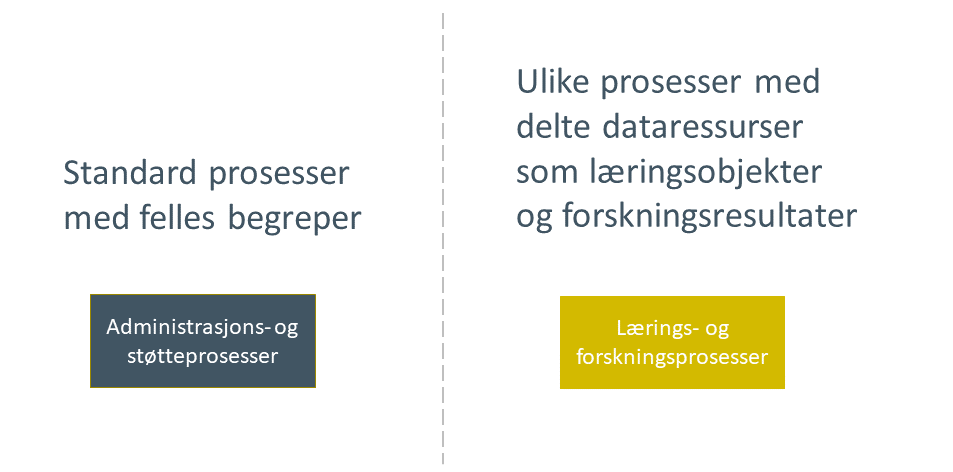 Standard prosesser
med felles begreper
Administrasjons- og
støtteprosesser
Ulike prosesser med
delte dataressurser
som læringsobjekter
og forskningsresultater
Lærings- og
forskningsprosesser